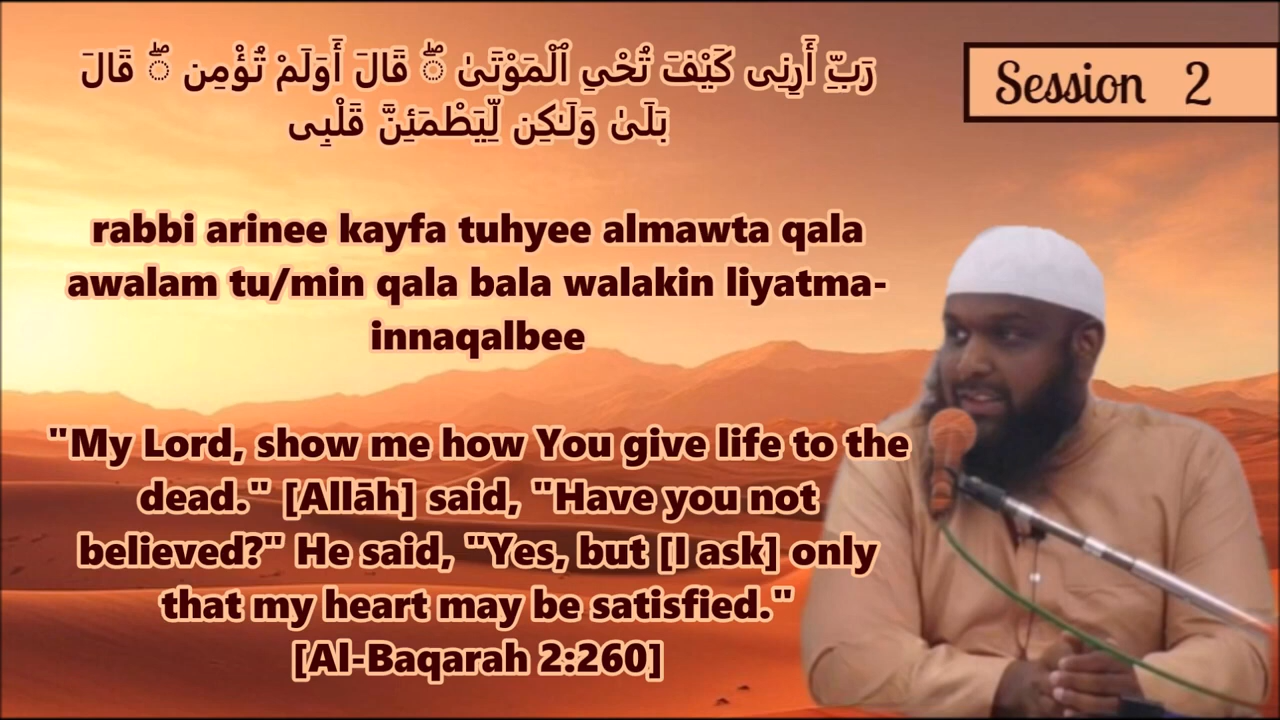 رَبِّ أَرِنِى كَيْفَ تُحْىِ ٱلْمَوْتَىٰ ۖ قَالَ أَوَلَمْ تُؤْمِن ۖ قَالَ
بَلَىٰ وَلَـٰكِن لِّيَطْمَئِنَّ قَلْبِى
Session 2
rabbi arinee kayfa tuhyee almawta qala
awalam tu/min qala bala walakin liyatma-
innaqalbee
"My Lord, show me how You give life to the
dead." [Allāh] said, "Have you not
believed?" He said, "Yes, but [I ask] only
that my heart may be satisfied."
[Al-Baqarah 2:260]